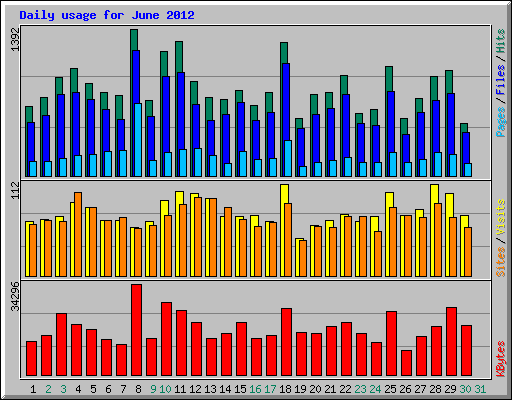 Daily usage for June 2012
1392
Pages / Files / Hits
112
Sites / Visits
34296
KBytes
1 2 3 4 5 6 7 8 9 10 11 12 13 14 15 16 17 18 19 20 21 22 23 24 25 26 27 28 29 30 31